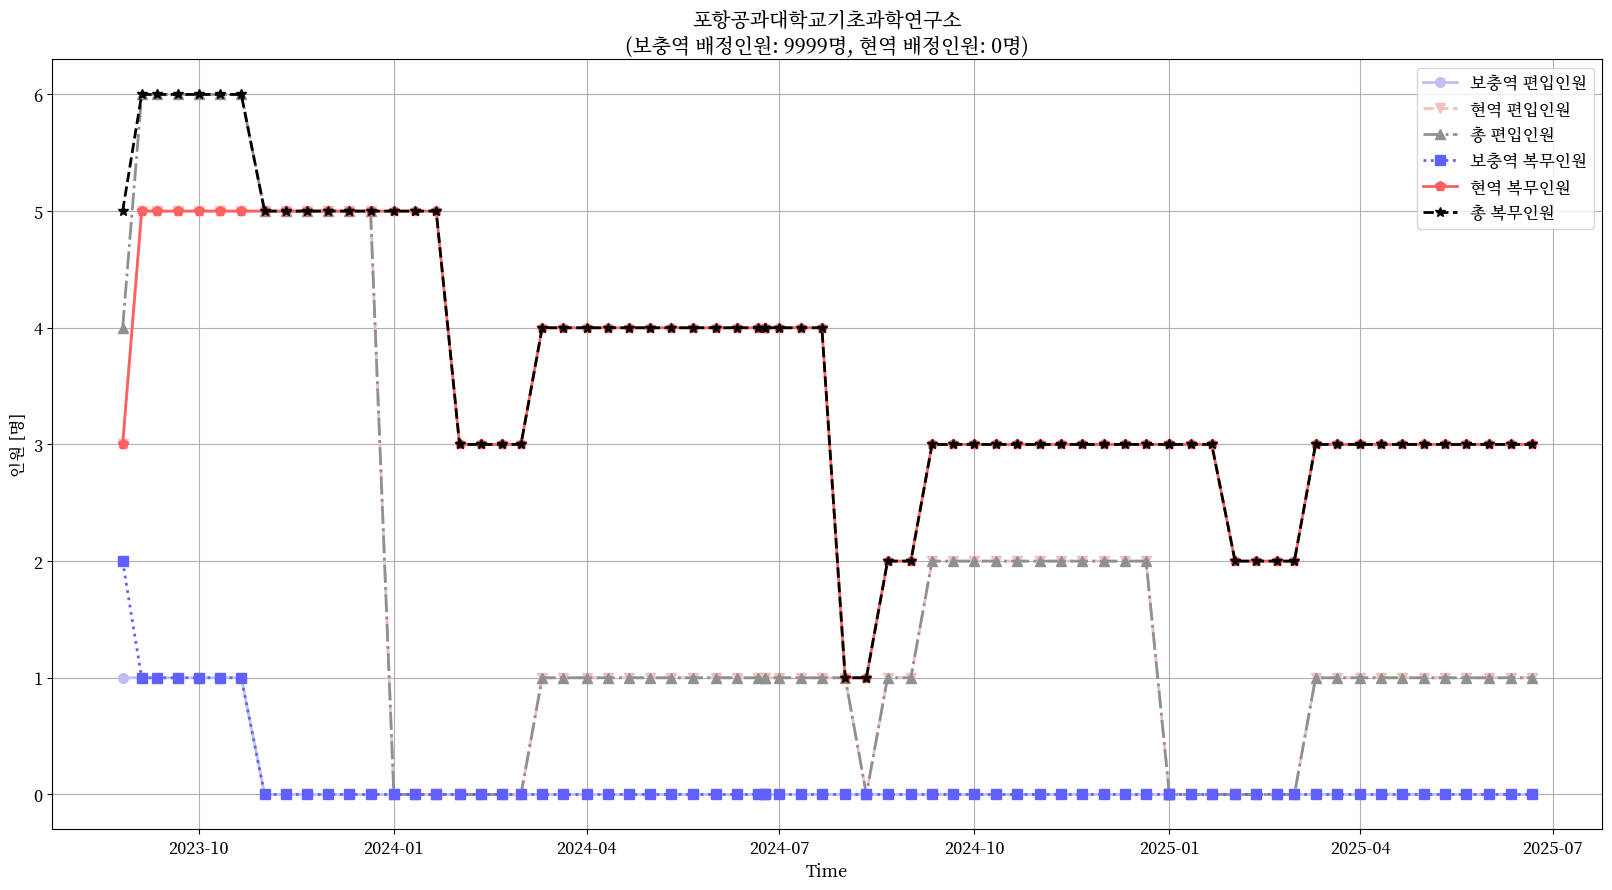 포항공과대학교기초과학연구소
(보충역 배정인원: 9999명, 현역 배정인원: 0명)
보충역 편입인원
현역 편입인원
총 편입인원
보충역 복무인원
현역 복무인원
총 복무인원
인원 [명]
6
5
4
3
2
1
0
2023-10
2024-01
2024-04
2024-07
2024-10
2025-01
2025-04
2025-07
Time